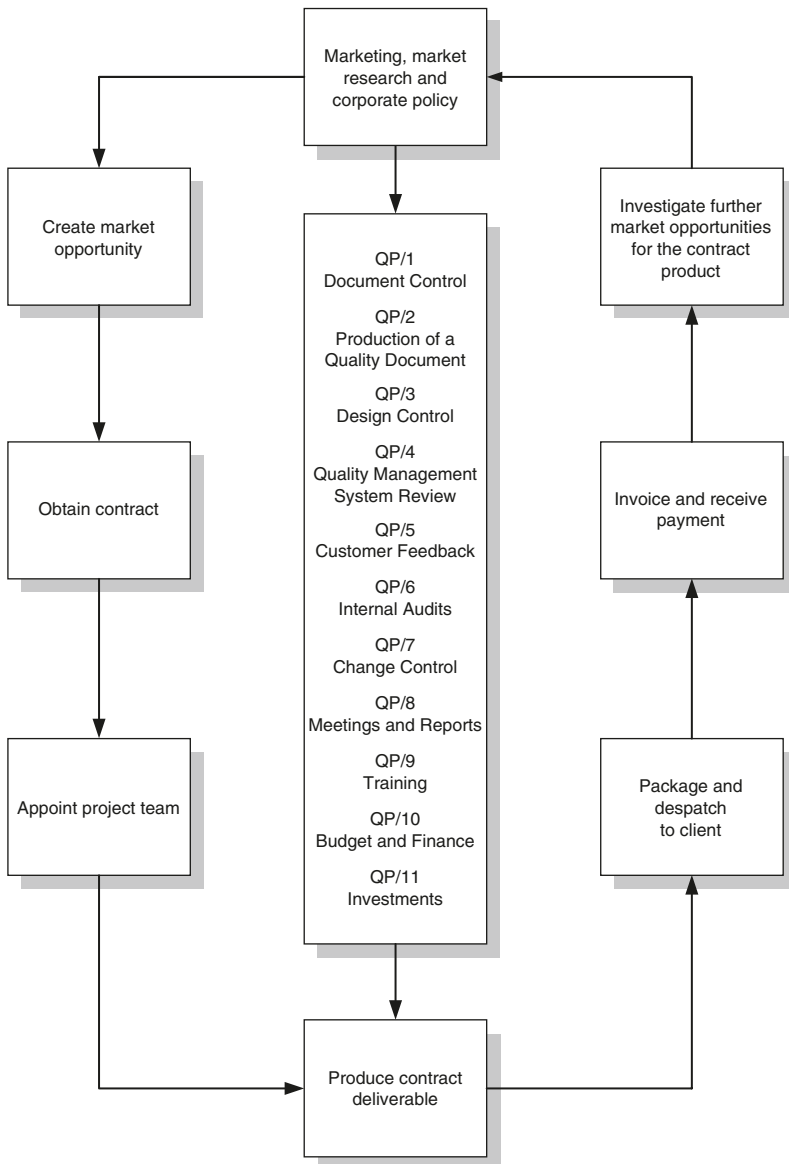 Marketing, market
research and
corporate policy
Create market
opportunity
Obtain contract
Appoint project team
QP/1
Document Control
QP/2
Production of a
Quality Document
QP/3
Design Control
QP/4
Quality Management
System Review
QP/5
Customer Feedback
QP/6
Internal Audits
QP/7
Change Control
QP/8
Meetings and Reports
QP/9
Training
QP/10
Budget and Finance
QP/11
Investments
Produce contract
deliverable
Package and
despatch
to client
Invoice and receive
payment
Investigate further
market opportunities
for the contract
product